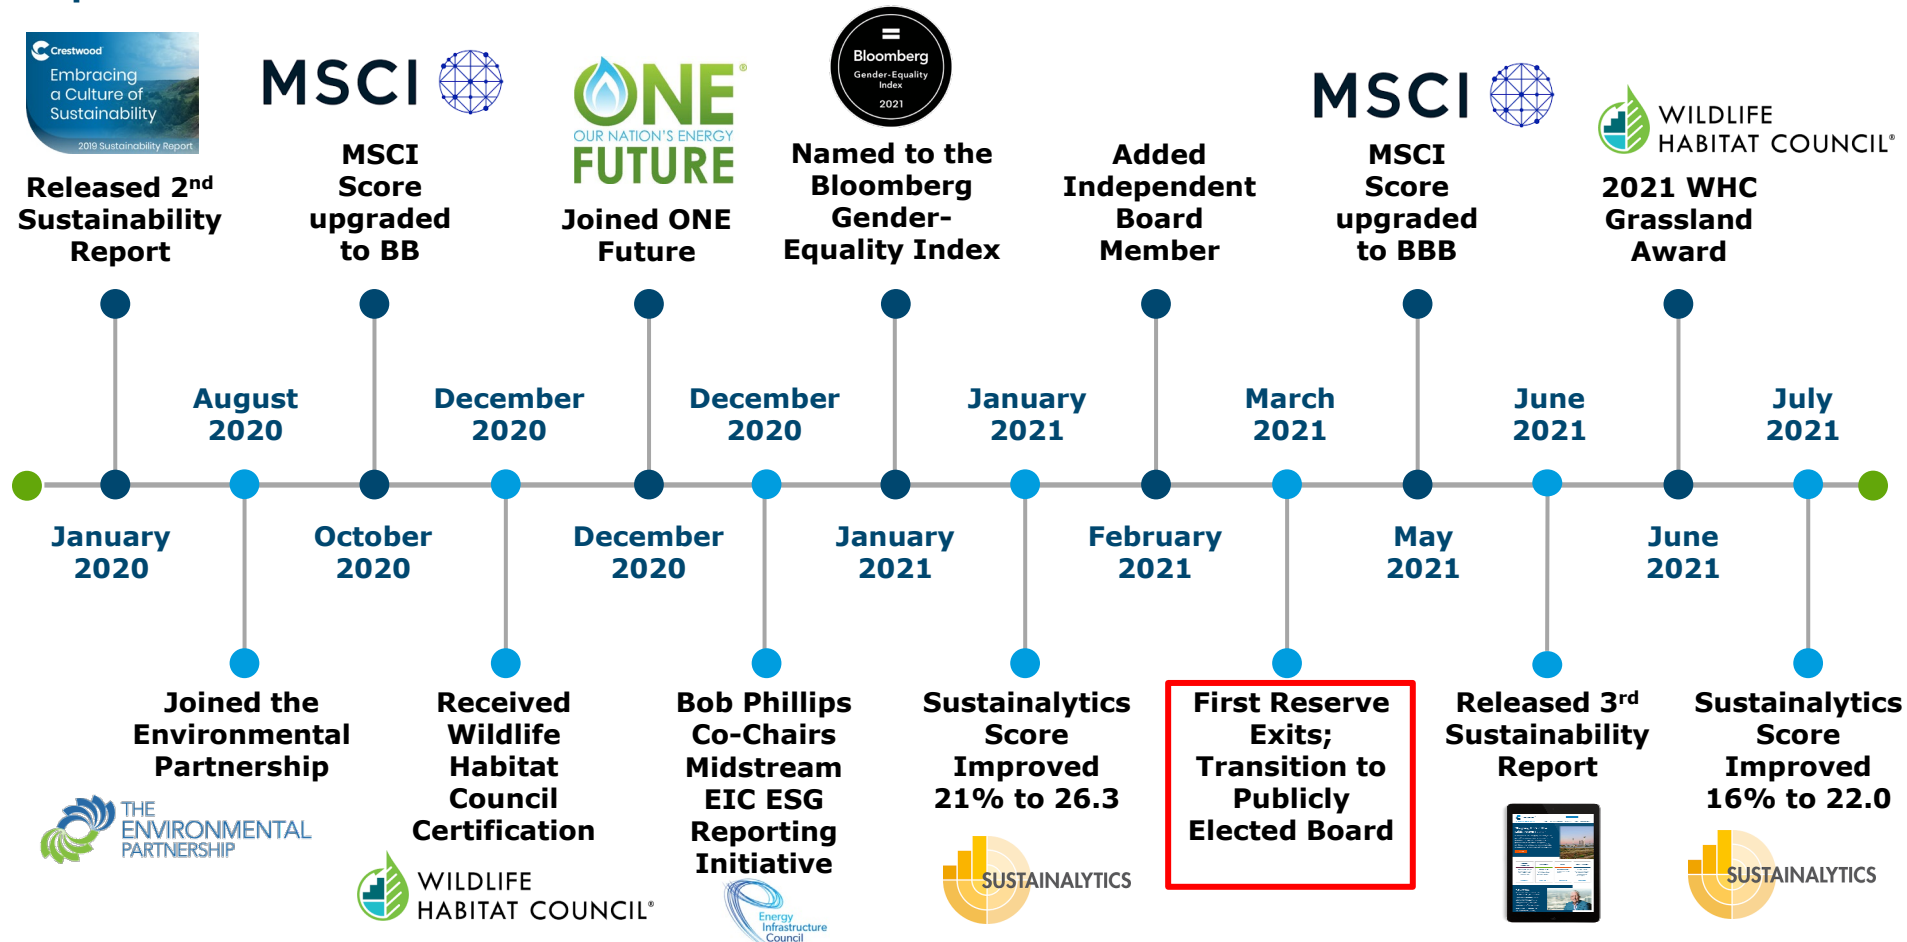 Crestwood
Embracing
a Culture of
Sustainability
2019 Sustainability Report
Released 2nd
Sustainability
Report
MSCI
MSCI
Score
upgraded
to BB
ONE®
OUR NATION'S ENERGY
FUTURE
Joined ONE
Future
Bloomberg
Gender-Equality
Index
2021
Named to the
Bloomberg
Gender-
Equality Index
Added
Independent
Board
Member
MSCI
MSCI
Score
upgraded
to BBB
WILDLIFE
HABITAT COUNCIL®
2021 WHC
Grassland
Award
August
2020
December
2020
December
2020
January
2021
March
2021
June
2021
July
2021
January
2020
October
2020
December
2020
January
2021
February
2021
May
2021
June
2021
Joined the
Environmental
Partnership
THE
ENVIRONMENTAL
PARTNERSHIP
Received
Wildlife
Habitat
Council
Certification
WILDLIFE
HABITAT COUNCIL®
Bob Phillips
Co-Chairs
Midstream
EIC ESG
Reporting
Initiative
Energy
Infrastructure
Council
Sustainalytics
Score
Improved
21% to 26.3
SUSTAINALYTICS
First Reserve
Exits;
Transition to
Publicly
Elected Board
Released 3rd
Sustainability
Report
Sustainalytics
Score
Improved
16% to 22.0
SUSTAINALYTICS